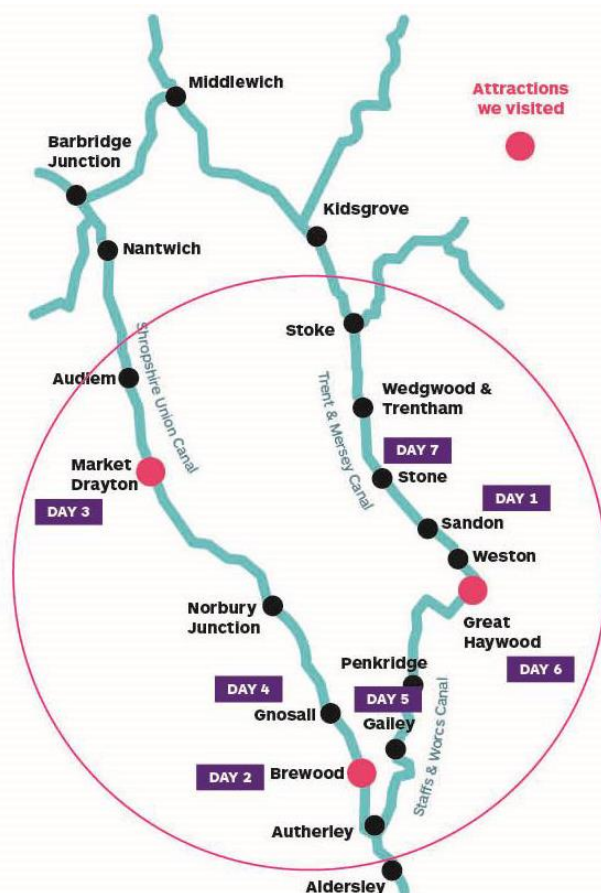 Middlewich
Attractions
we visited
Barbridge
Junction
Kidsgrove
Nantwich
Stoke
Shropshire Union Canal
Audlem
Trent & Mersey Canal
Wedgwood &
Trentham
DAY 7
Market
Drayton
Stone
DAY 3
DAY 1
Sandon
Weston
Norbury
Junction
Great
Haywood
Penkridge
DAY 6
DAY 4
DAY 5
Gnosall
Gailey
Staffs & Worcs Canal
DAY 2
Brewood
Autherley
Aldersley